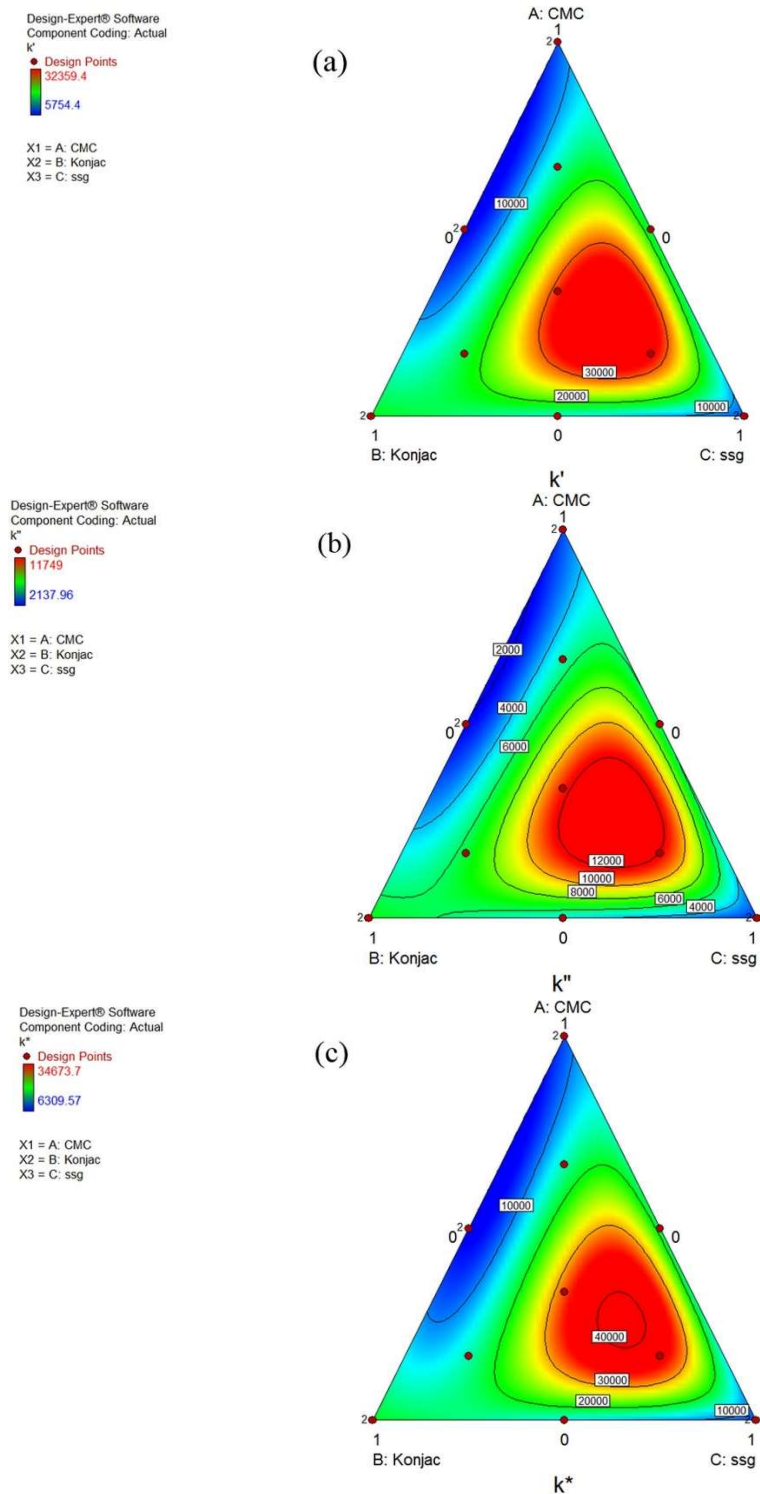 Design-Expert® Software
Component Coding: Actual
k'
Design Points
32359.4
5754.4
X1 = A: CMC
X2 = B: Konjac
X3 = C: ssg
(a)
A: CMC
1
2
10000
0
2
0
30000
20000
10000
2
2
1
0
1
B: Konjac
C: ssg
k'
Design-Expert® Software
Component Coding: Actual
k"
Design Points
11749
2137.96
X1 = A: CMC
X2 = B: Konjac
X3 = C: ssg
(b)
A: CMC
1
2
2000
4000
6000
0
2
0
12000
10000
8000
6000
4000
2
2
1
0
1
B: Konjac
C: ssg
k"
Design-Expert® Software
Component Coding: Actual
k*
Design Points
34673.7
6309.57
X1 = A: CMC
X2 = B: Konjac
X3 = C: ssg
(c)
A: CMC
1
2
10000
0
2
0
40000
30000
20000
10000
2
2
1
0
1
B: Konjac
C: ssg
k*